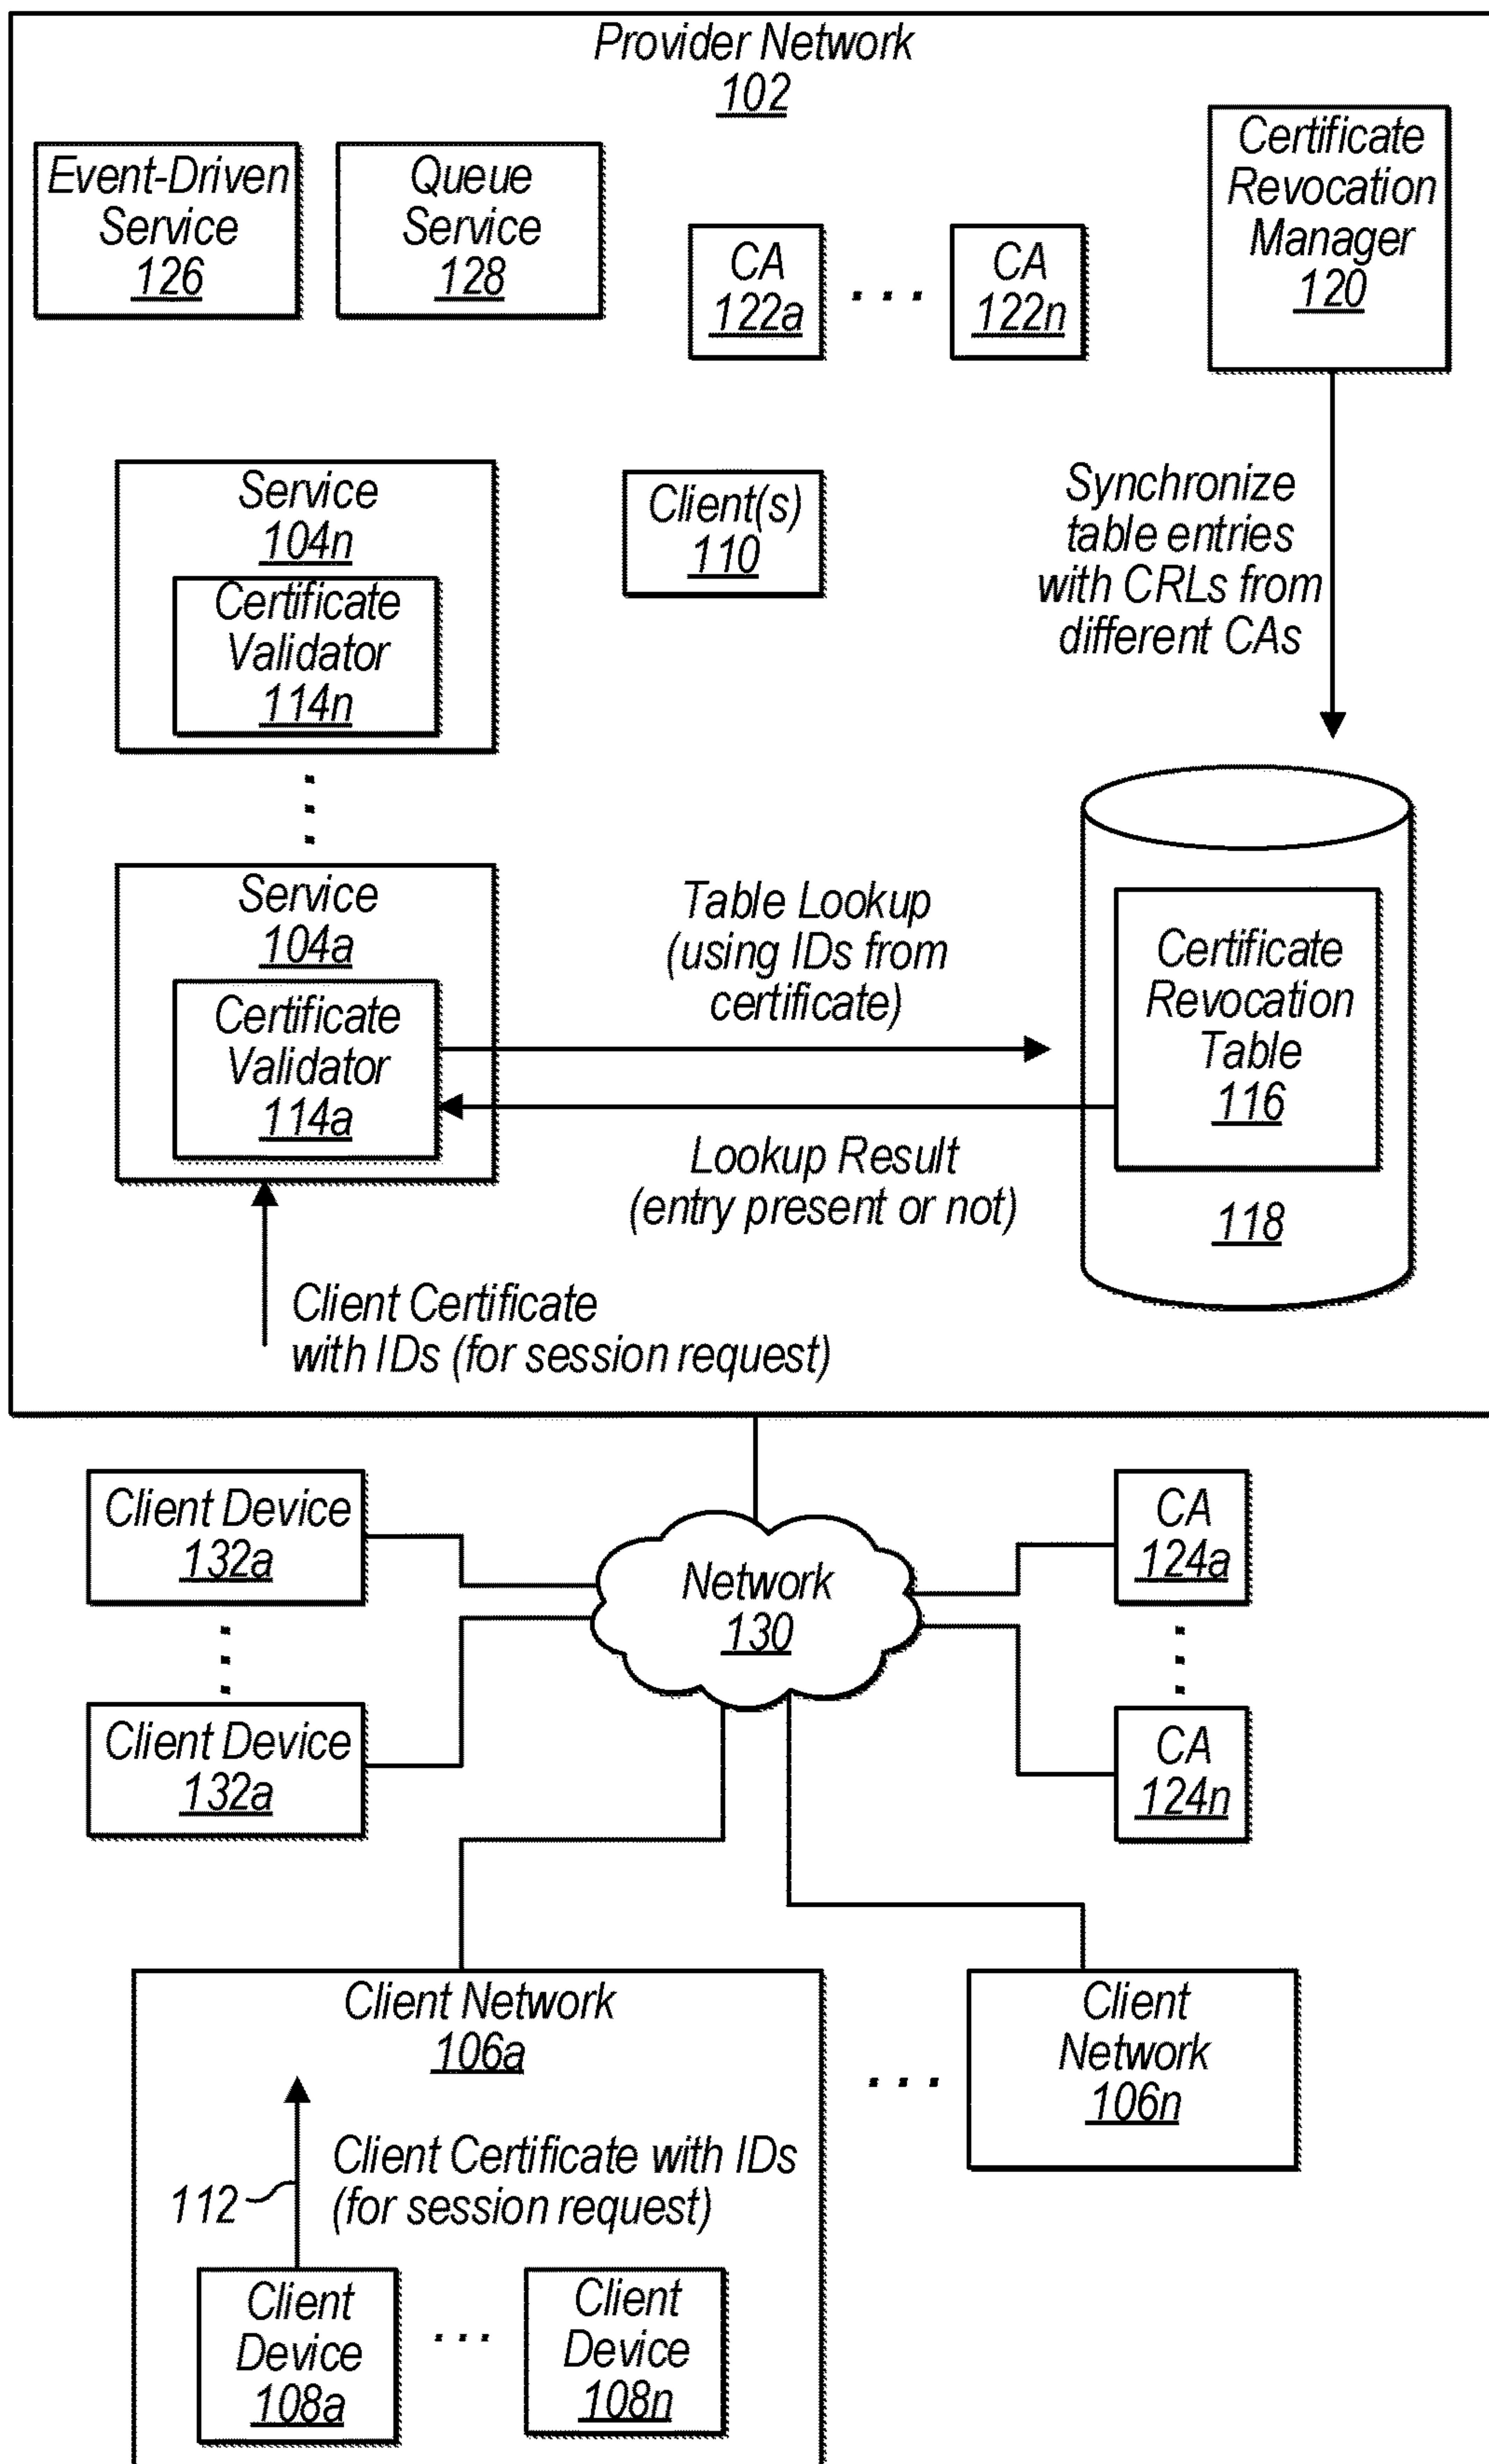 Provider Network
102
Event-Driven
Service
126
Queue
Service
128
CA
122a
. . .
CA
122n
Certificate
Revocation
Manager
120
Service
104n
Certificate
Validator
114n
Client(s)
110
Synchronize
table entries
with CRLs from
different CAs
Service
104a
Certificate
Validator
114a
Table Lookup
(using IDs from
certificate)
Lookup Result
(entry present or not)
Certificate
Revocation
Table
116
118
Client Certificate
with IDs (for session request)
Client Device
132a
Client Device
132a
Network
130
CA
124a
CA
124n
Client Network
106a
112
Client Certificate with IDs
(for session request)
Client
Device
108a
. . .
Client
Device
108n
. . .
Client
Network
106n